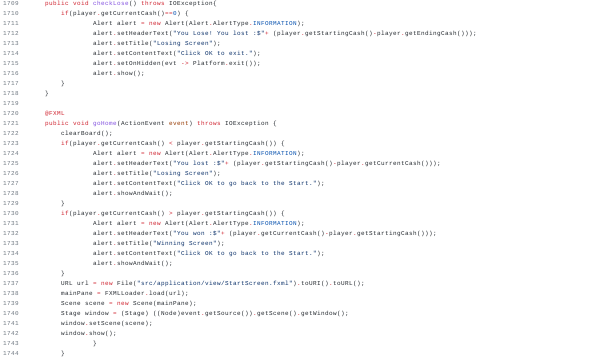 1709 public void checkLose() throws IOException{
1710 if(player.getCurrentCash()==0) {
1711 Alert alert = new Alert(Alert.AlertType.INFORMATION);
1712 alert.setHeaderText("You Lose! You lost :$"+ (player.getStartingCash()-player.getEndingCash()));
1713 alert.setTitle("Losing Screen");
1714 alert.setContentText("Click OK to exit.");
1715 alert.setOnHidden(evt -> Platform.exit());
1716 alert.show();
1717 }
1718 }
1719
1720 @FXML
1721 public void goHome(ActionEvent event) throws IOException {
1722 clearBoard();
1723 if(player.getCurrentCash() < player.getStartingCash()) {
1724 Alert alert = new Alert(Alert.AlertType.INFORMATION);
1725 alert.setHeaderText("You lost :$"+ (player.getStartingCash()-player.getCurrentCash()));
1726 alert.setTitle("Losing Screen");
1727 alert.setContentText("Click OK to go back to the Start.");
1728 alert.showAndWait();
1729 }
1730 if(player.getCurrentCash() > player.getStartingCash()) {
1731 Alert alert = new Alert(Alert.AlertType.INFORMATION);
1732 alert.setHeaderText("You won :$"+ (player.getCurrentCash()-player.getStartingCash()));
1733 alert.setTitle("Winning Screen");
1734 alert.setContentText("Click OK to go back to the Start.");
1735 alert.showAndWait();
1736 }
1737 URL url = new File("src/application/view/StartScreen.fxml").toURI().toURL();
1738 mainPane = FXMLLoader.load(url);
1739 Scene scene = new Scene(mainPane);
1740 Stage window = (Stage) ((Node)event.getSource()).getScene().getWindow();
1741 window.setScene(scene);
1742 window.show();
1743 }
1744 }